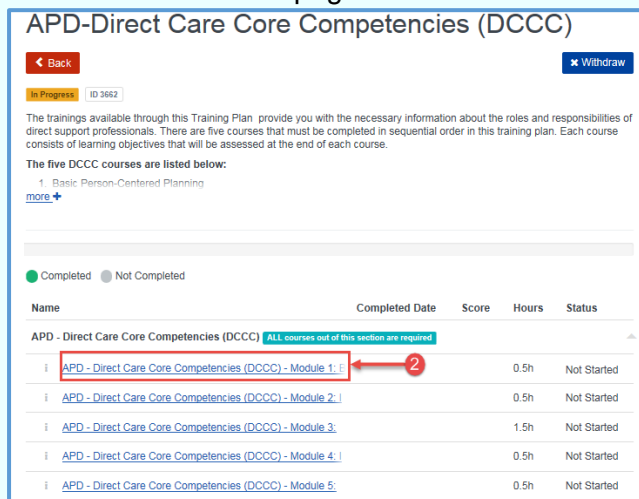 APD-Direct Care Core Competencies (DCCC)
Back
Withdraw
In Progress ID 3662
The trainings available through this Training Plan provide you with the necessary information about the roles and responsibilities of
direct support professionals. There are five courses that must be completed in sequential order in this training plan. Each course
consists of learning objectives that will be assessed at the end of each course.
The five DCCC courses are listed below:
1. Basic Person-Centered Planning
more +
Completed Not Completed
Name Completed Date Score Hours Status
APD - Direct Care Core Competencies (DCCC) ALL courses out of this section are required
APD - Direct Care Core Competencies (DCCC) - Module 1: 2 0.5h Not Started
APD - Direct Care Core Competencies (DCCC) - Module 2: 0.5h Not Started
APD - Direct Care Core Competencies (DCCC) - Module 3: 1.5h Not Started
APD - Direct Care Core Competencies (DCCC) - Module 4: 0.5h Not Started
APD - Direct Care Core Competencies (DCCC) - Module 5: 0.5h Not Started